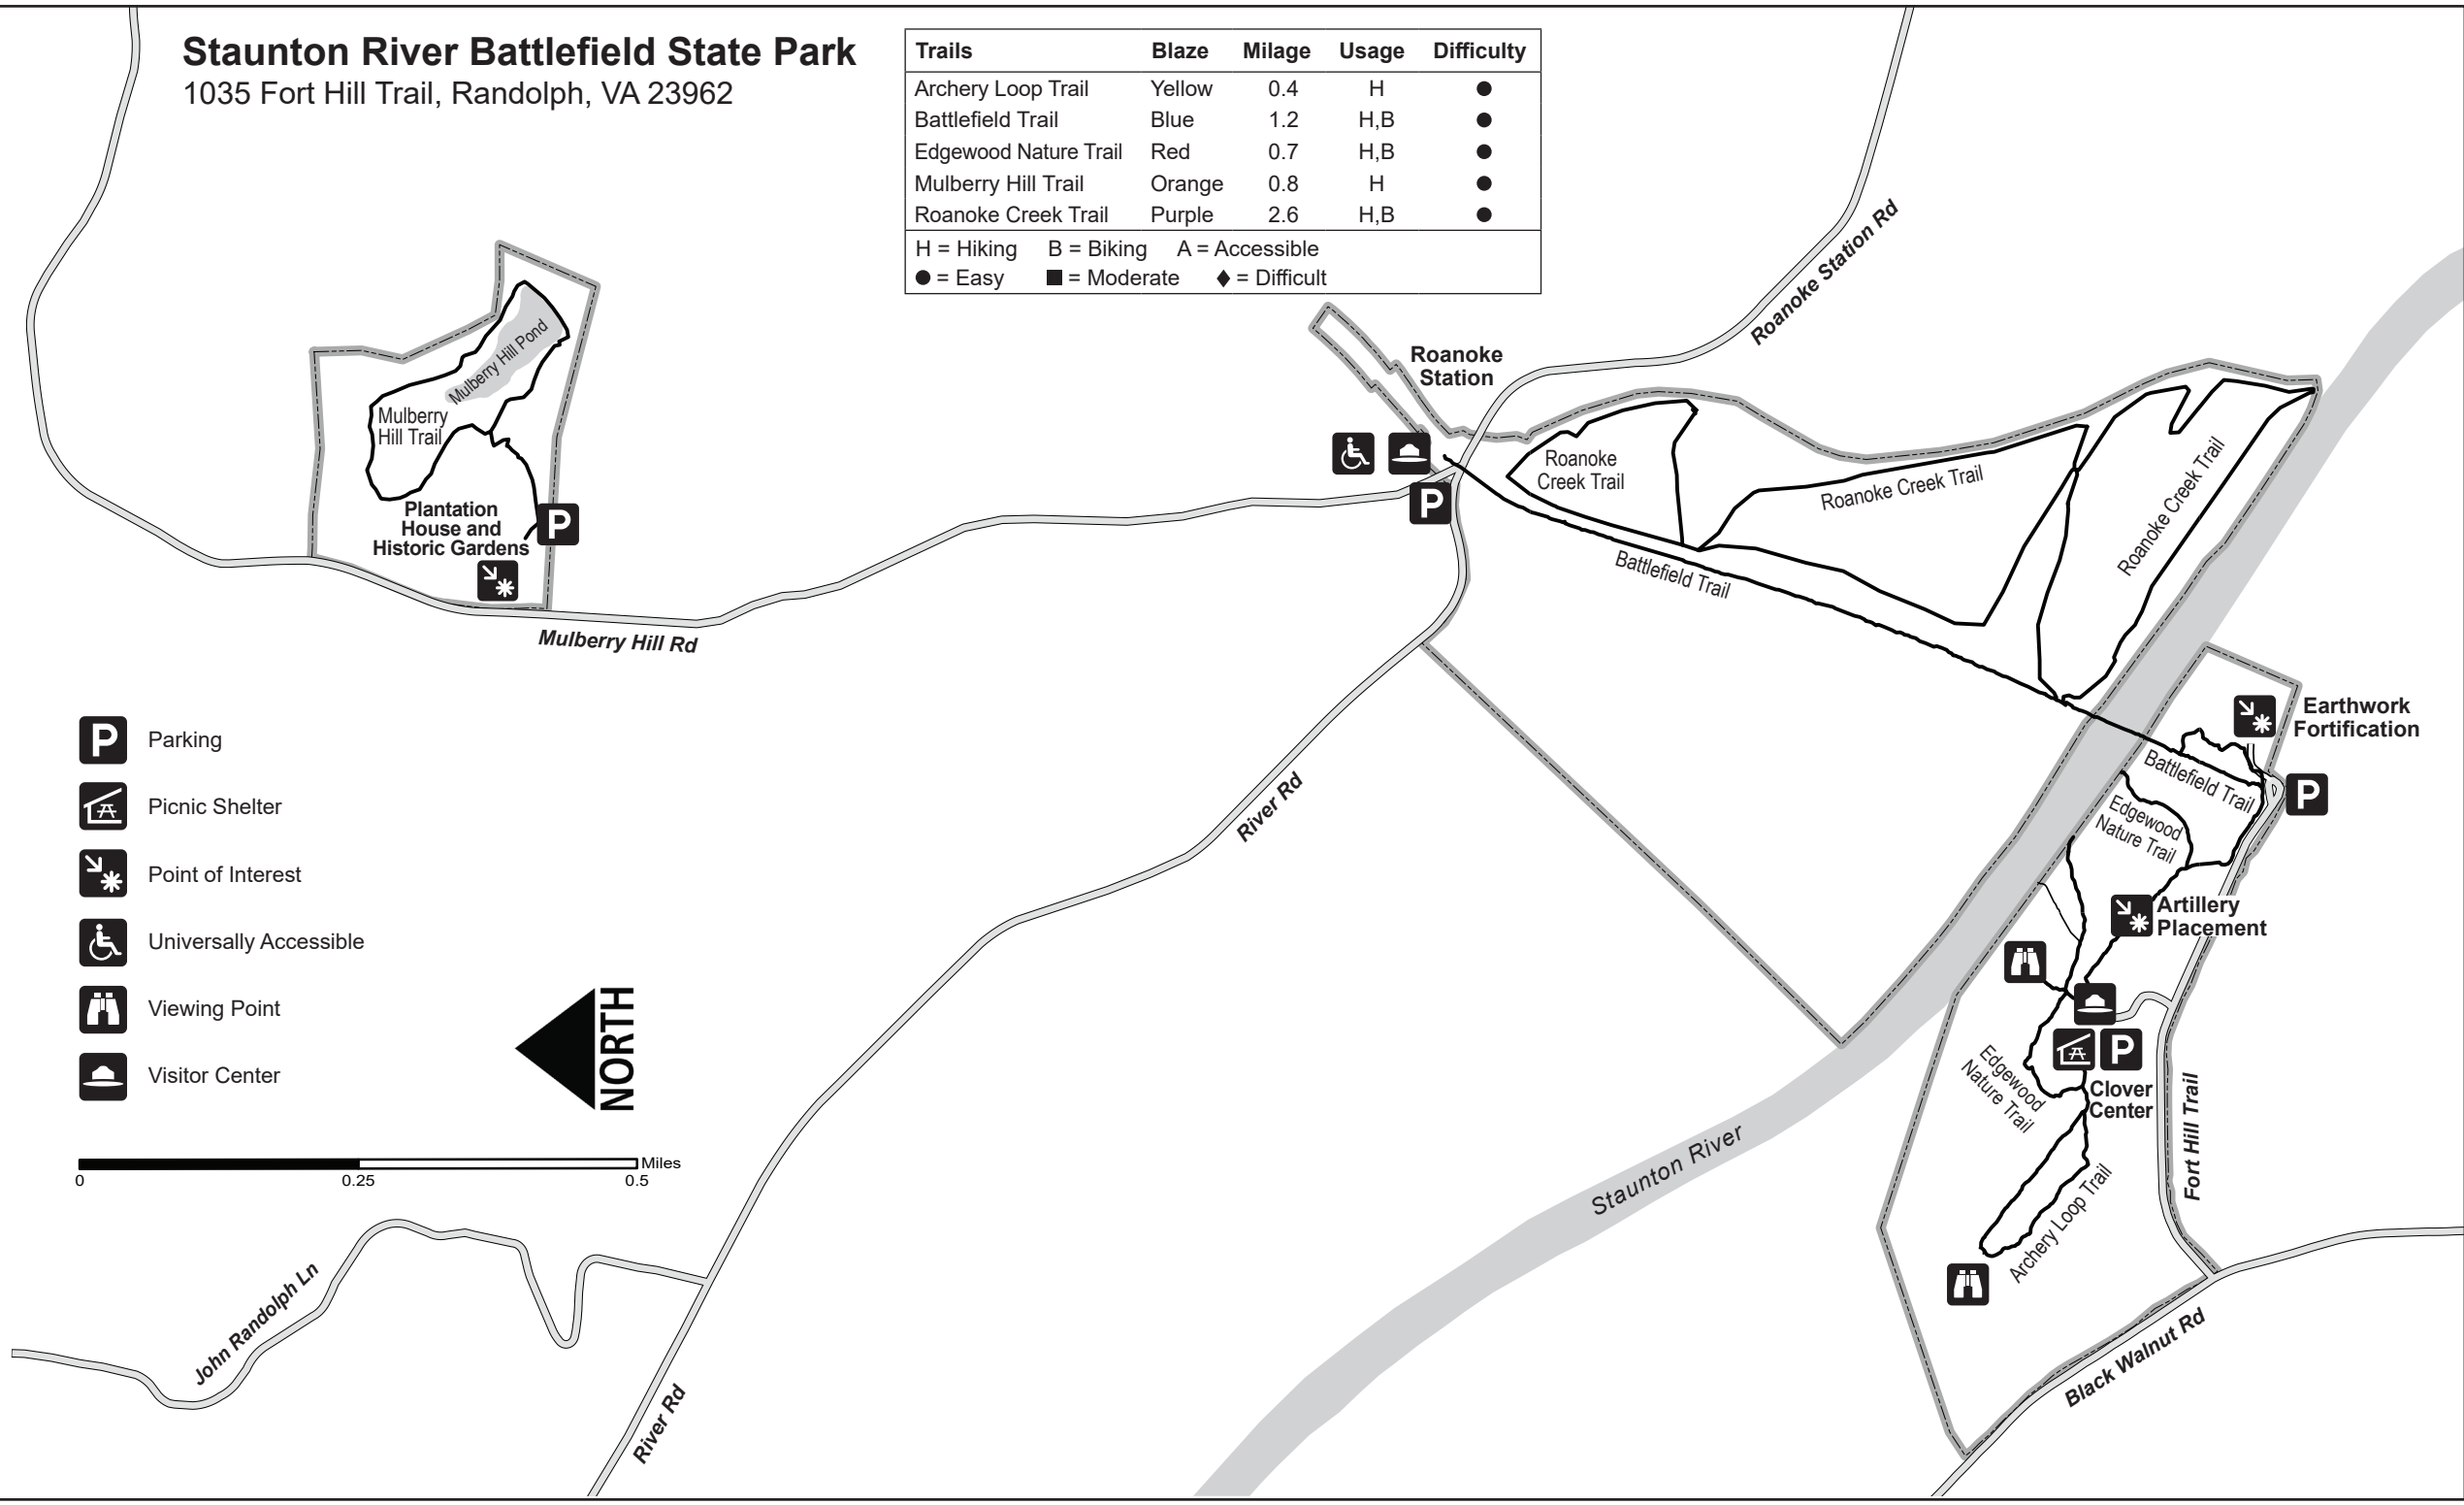 Staunton River Battlefield State Park
1035 Fort Hill Trail, Randolph, VA 23962
Trails Blaze Milage Usage Difficulty
Archery Loop Trail Yellow 0.4 H ●
Battlefield Trail Blue 1.2 H,B ●
Edgewood Nature Trail Red 0.7 H,B ●
Mulberry Hill Trail Orange 0.8 H ●
Roanoke Creek Trail Purple 2.6 H,B ●
H = Hiking B = Biking A = Accessible
● = Easy ■ = Moderate ♦ = Difficult
Roanoke Station Rd
Mulberry Hill Pond
Mulberry
Hill Trail
Plantation
House and
Historic Gardens
P
Mulberry Hill Rd
Roanoke
Station
P
Roanoke
Creek Trail
Roanoke Creek Trail
Roanoke Creek Trail
Battlefield Trail
Earthwork
Fortification
Battlefield Trail
P
Edgewood
Nature Trail
Artillery
Placement
P
Clover
Center
Edgewood
Nature Trail
Archery Loop Trail
Fort Hill Trail
Black Walnut Rd
Staunton River
River Rd
P Parking
Picnic Shelter
Point of Interest
Universally Accessible
Viewing Point
Visitor Center
NORTH
Miles
0 0.25 0.5
John Randolph Ln
River Rd